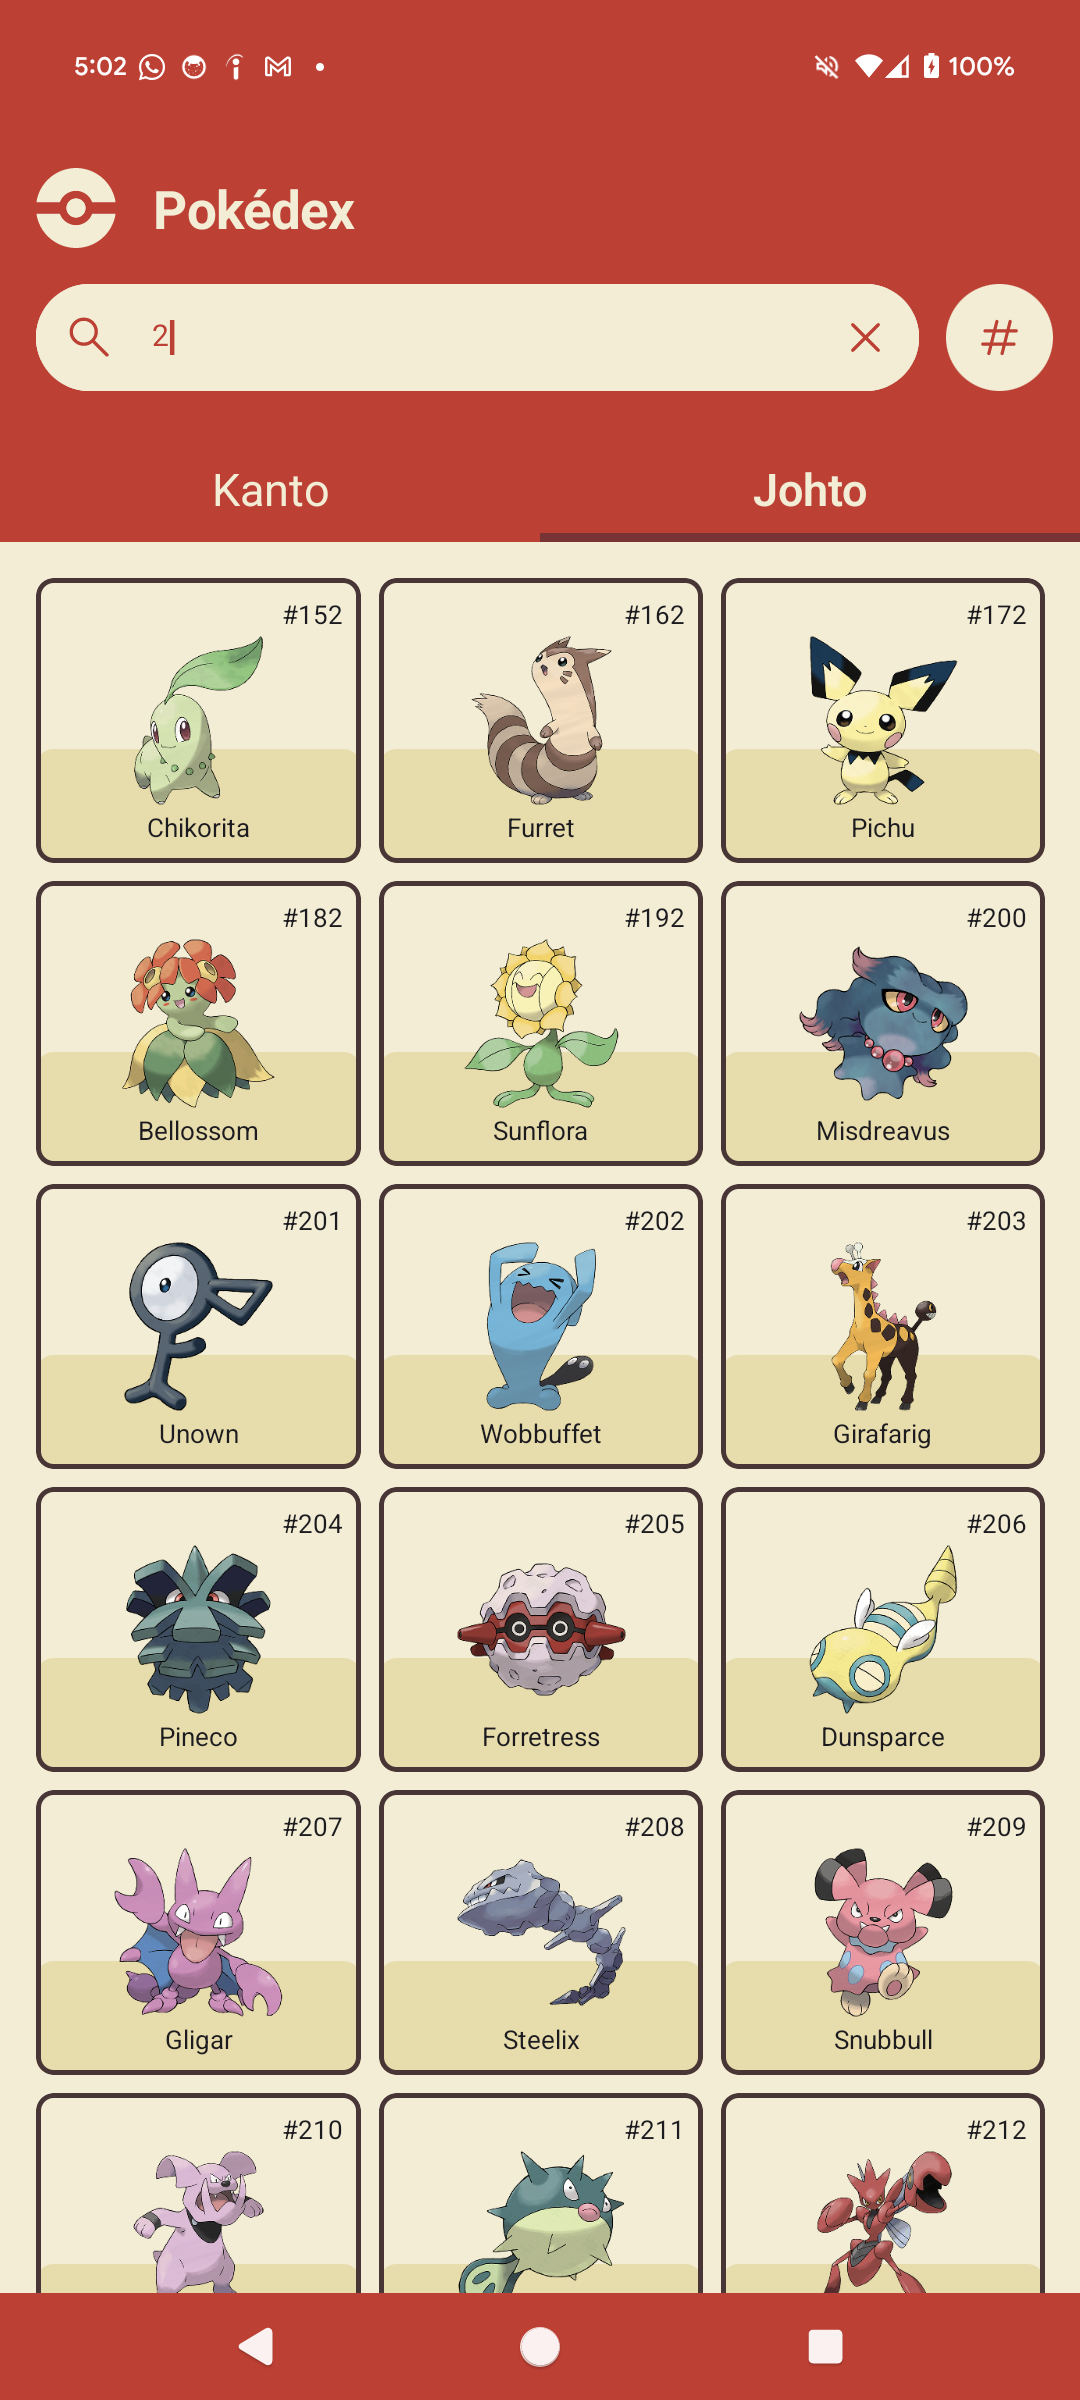 5:02
100%
Pokédex
2
#
Kanto
Johto
#152
Chikorita
#162
Furret
#172
Pichu
#182
Bellossom
#192
Sunflora
#200
Misdreavus
#201
Unown
#202
Wobbuffet
#203
Girafarig
#204
Pineco
#205
Forretress
#206
Dunsparce
#207
Gligar
#208
Steelix
#209
Snubbull
#210
#211
#212